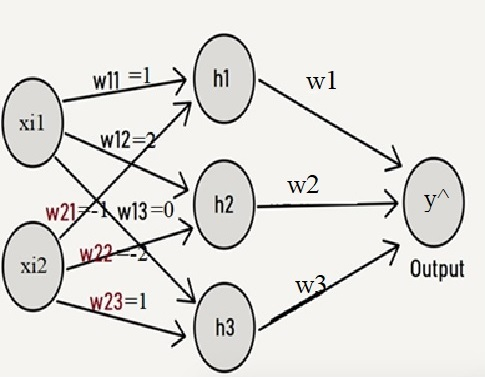 w11 =1
h1
w1
xi1
w12=2
w2
w21=-1
w13=0
h2
y^
w22=-2
xi2
Output
w23=1
w3
h3